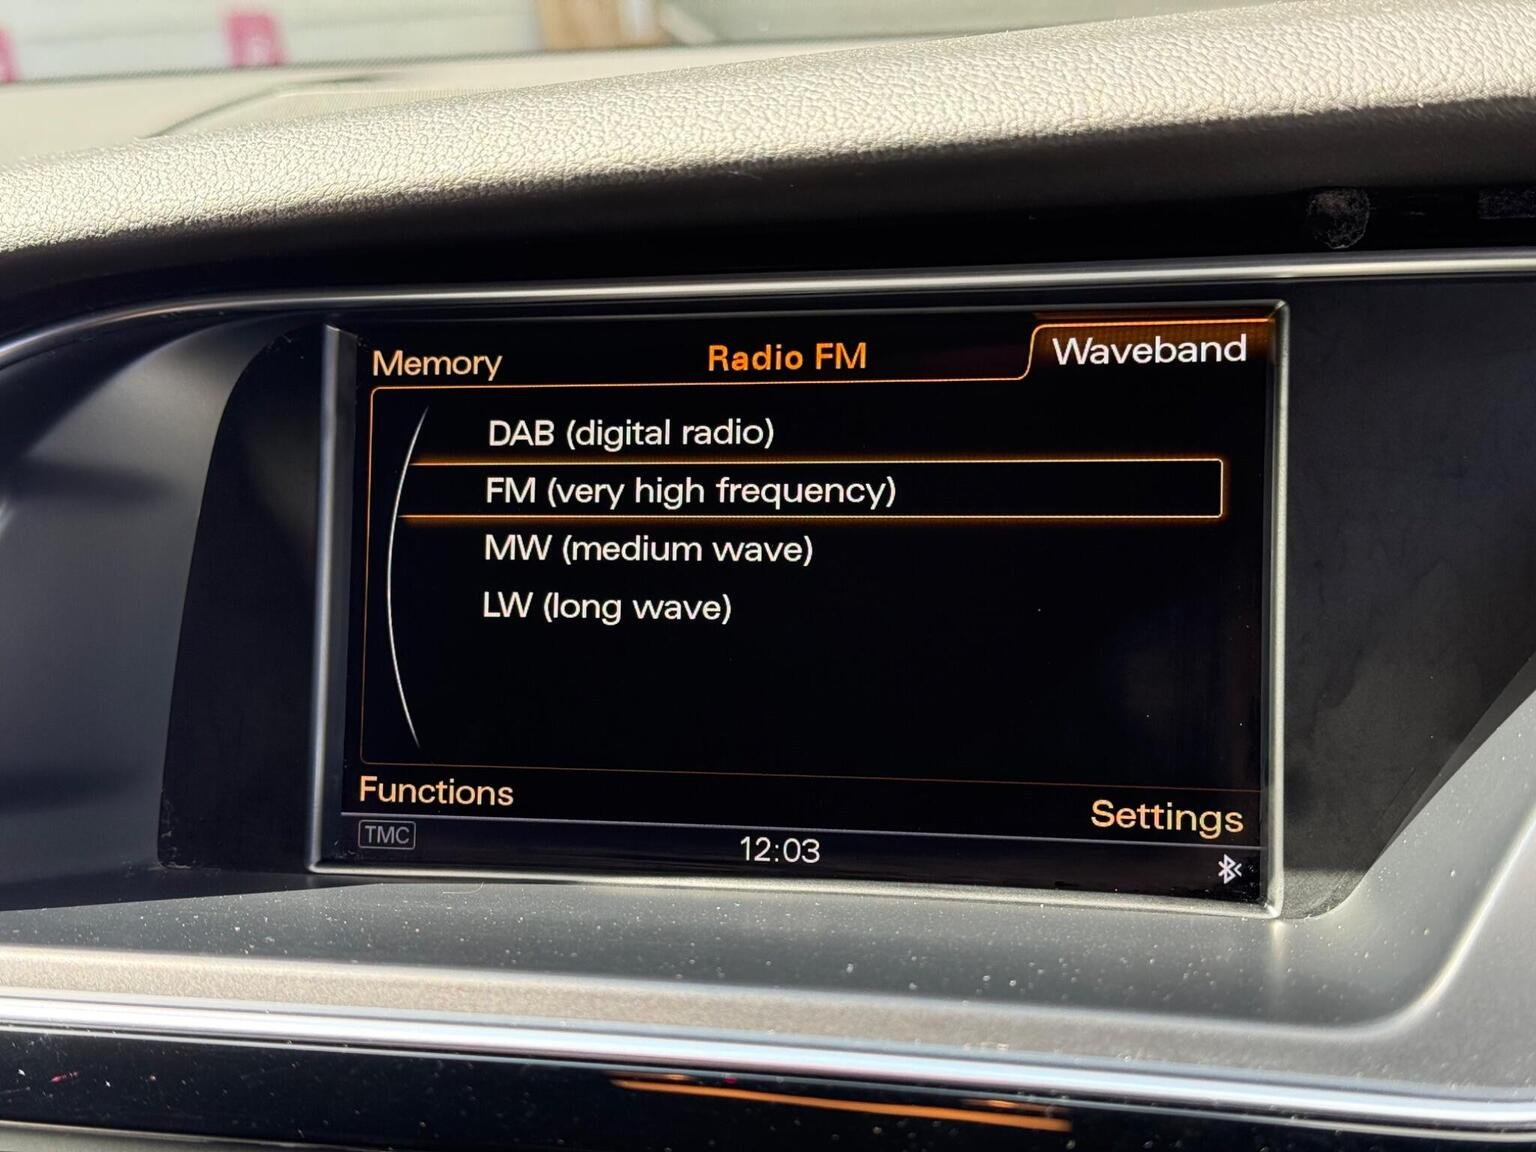 Memory
Radio FM
Waveband
DAB (digital radio)
FM (very high frequency)
MW (medium wave)
LW (long wave)
Functions
Settings
TMC
12:03